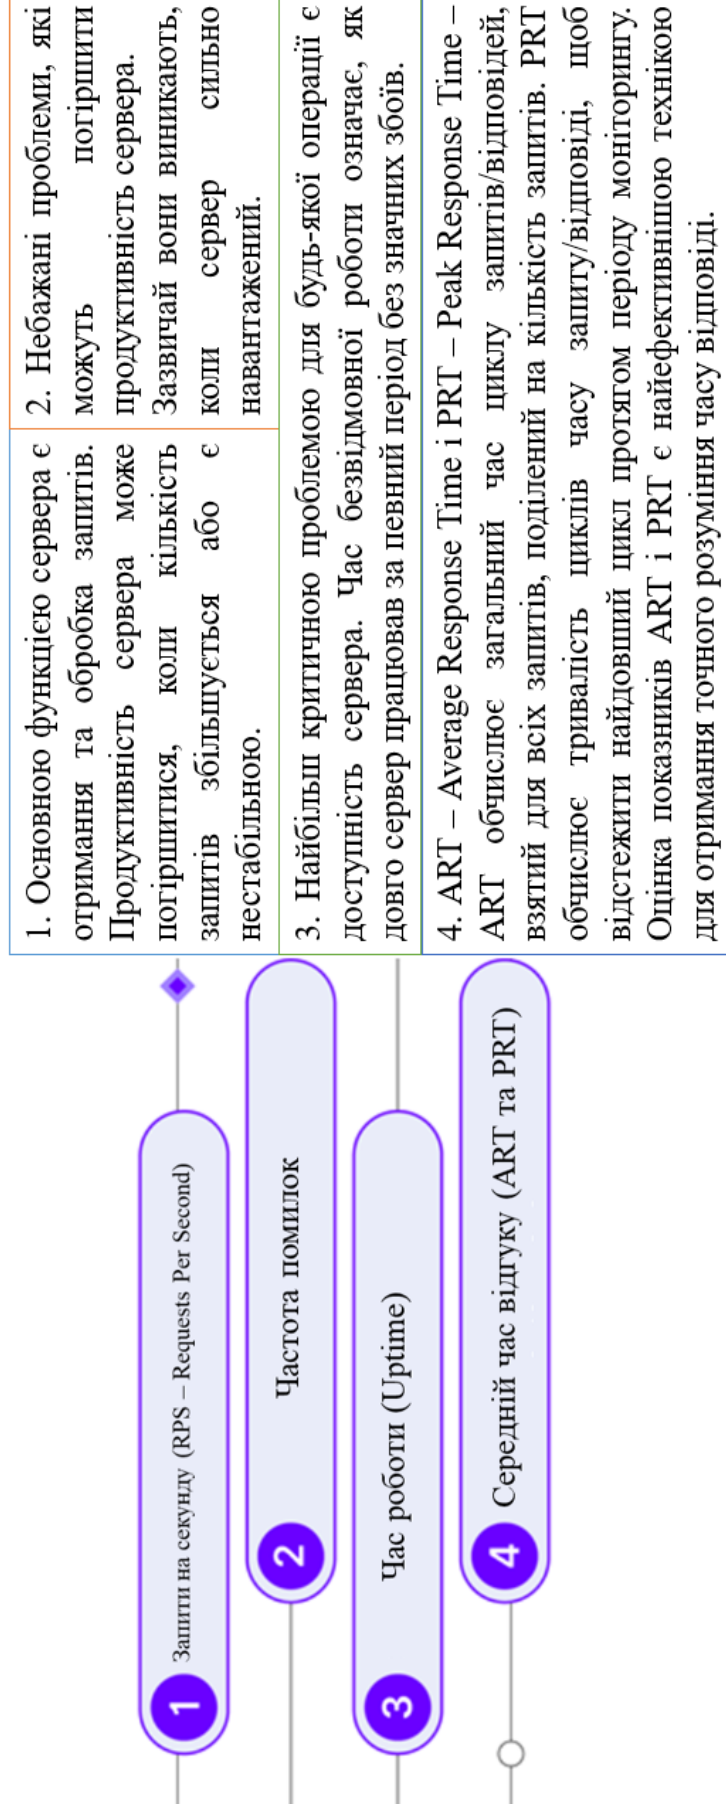 1
Запити на секунду (RPS – Requests Per Second)
2
Частота помилок
3
Час роботи (Uptime)
4
Середній час відгуку (ART та PRT)
1. Основною функцією сервера є
отримання та обробка запитів.
Продуктивність сервера може
погіршитися, коли кількість
запитів збільшується або є
нестабільною.
2. Небажані проблеми, які
можуть погіршити
продуктивність сервера.
Зазвичай вони виникають,
коли сервер сильно
навантажений.
3. Найбільш критичною проблемою для будь-якої операції є
доступність сервера. Час безвідмовної роботи означає, як
довго сервер працював за певний період без значних збоїв.
4. ART – Average Response Time і PRT – Peak Response Time –
ART обчислює загальний час циклу запитів/відповідей,
взятий для всіх запитів, поділений на кількість запитів. PRT
обчислює тривалість циклів часу запиту/відповіді, щоб
відстежити найдовший цикл протягом періоду моніторингу.
Оцінка показників ART і PRT є найефективнішою технікою
для отримання точного розуміння часу відповіді.